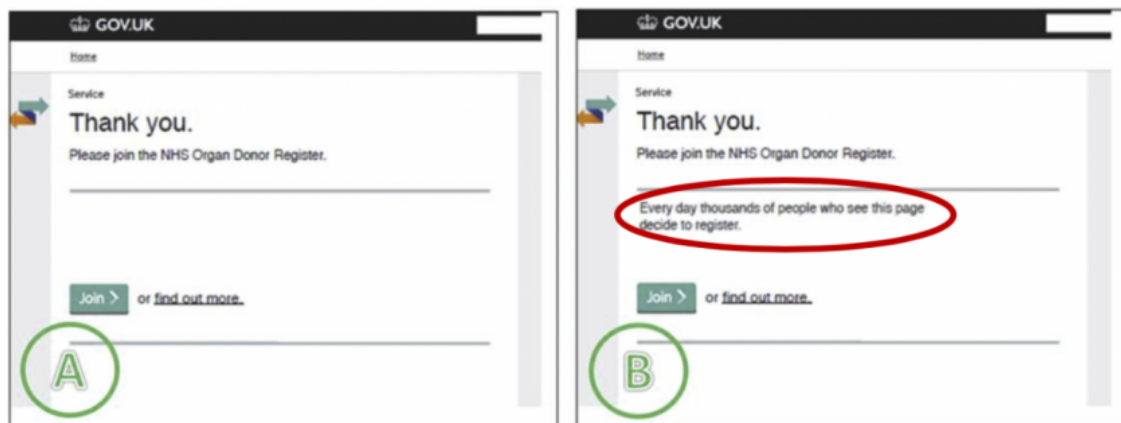 GOV.UK
Home
Service
Thank you.
Please join the NHS Organ Donor Register.
Join > or find out more.
A
GOV.UK
Home
Service
Thank you.
Please join the NHS Organ Donor Register.
Every day thousands of people who see this page
decide to register.
Join > or find out more.
B